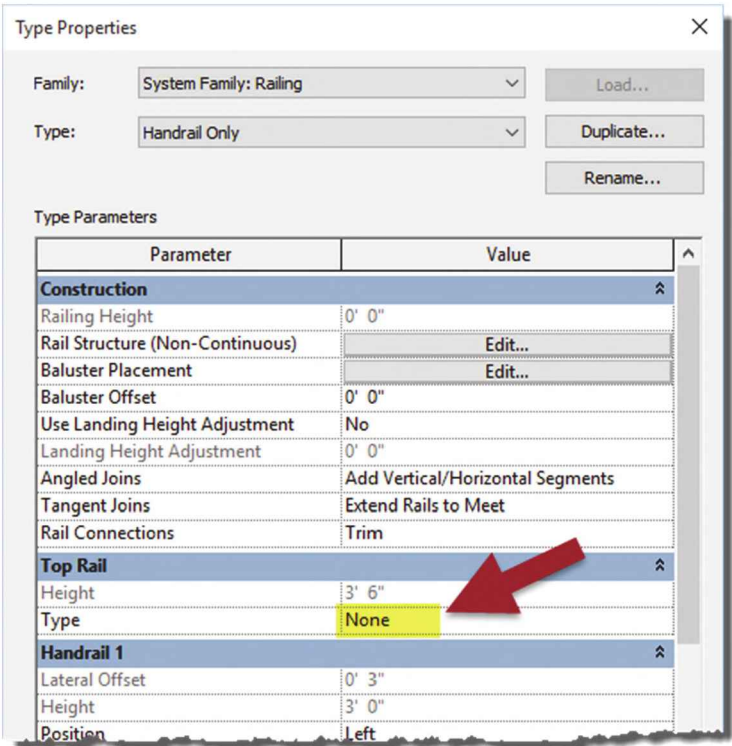 Type Properties
Family: System Family: Railing Load...
Type: Handrail Only Duplicate...
Rename...
Type Parameters
Parameter Value
Construction
Railing Height 0' 0"
Rail Structure (Non-Continuous) Edit...
Baluster Placement Edit...
Baluster Offset 0' 0"
Use Landing Height Adjustment No
Landing Height Adjustment 0' 0"
Angled Joins Add Vertical/Horizontal Segments
Tangent Joins Extend Rails to Meet
Rail Connections Trim
Top Rail
Height 3' 6"
Type None
Handrail 1
Lateral Offset 0' 3"
Height 3' 0"
Position Left